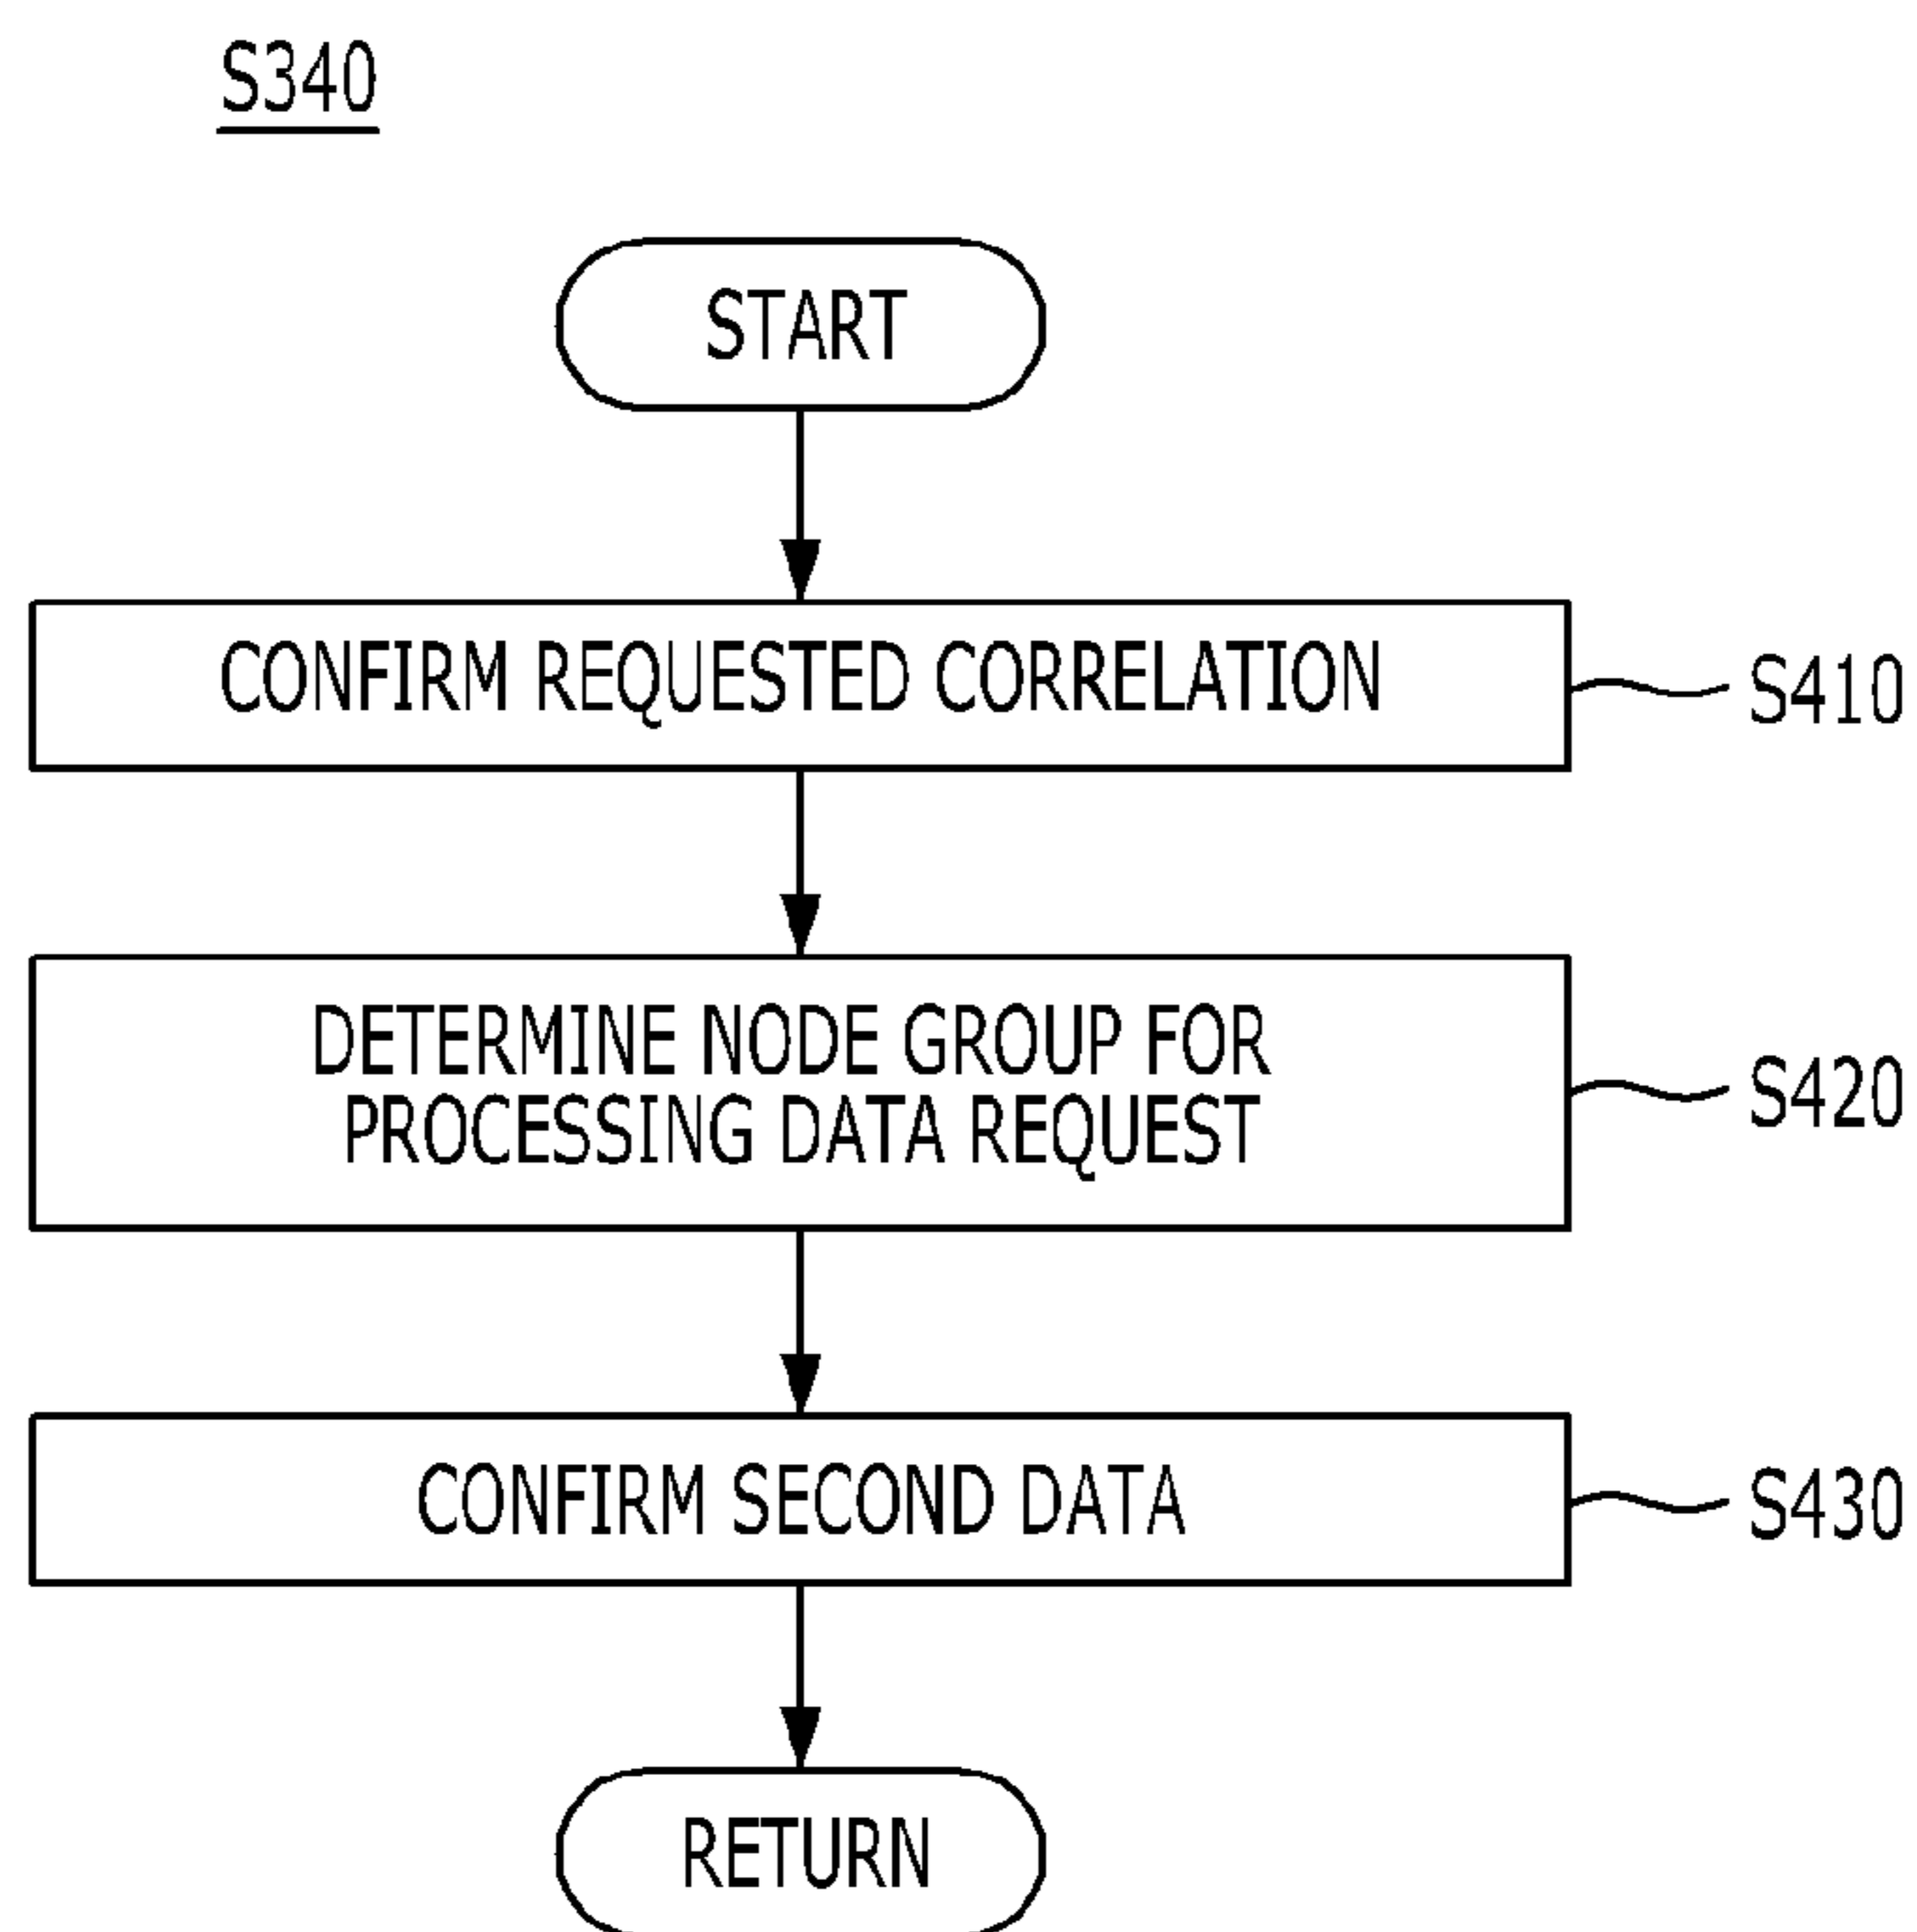 S340
START
CONFIRM REQUESTED CORRELATION
S410
DETERMINE NODE GROUP FOR
PROCESSING DATA REQUEST
S420
CONFIRM SECOND DATA
S430
RETURN